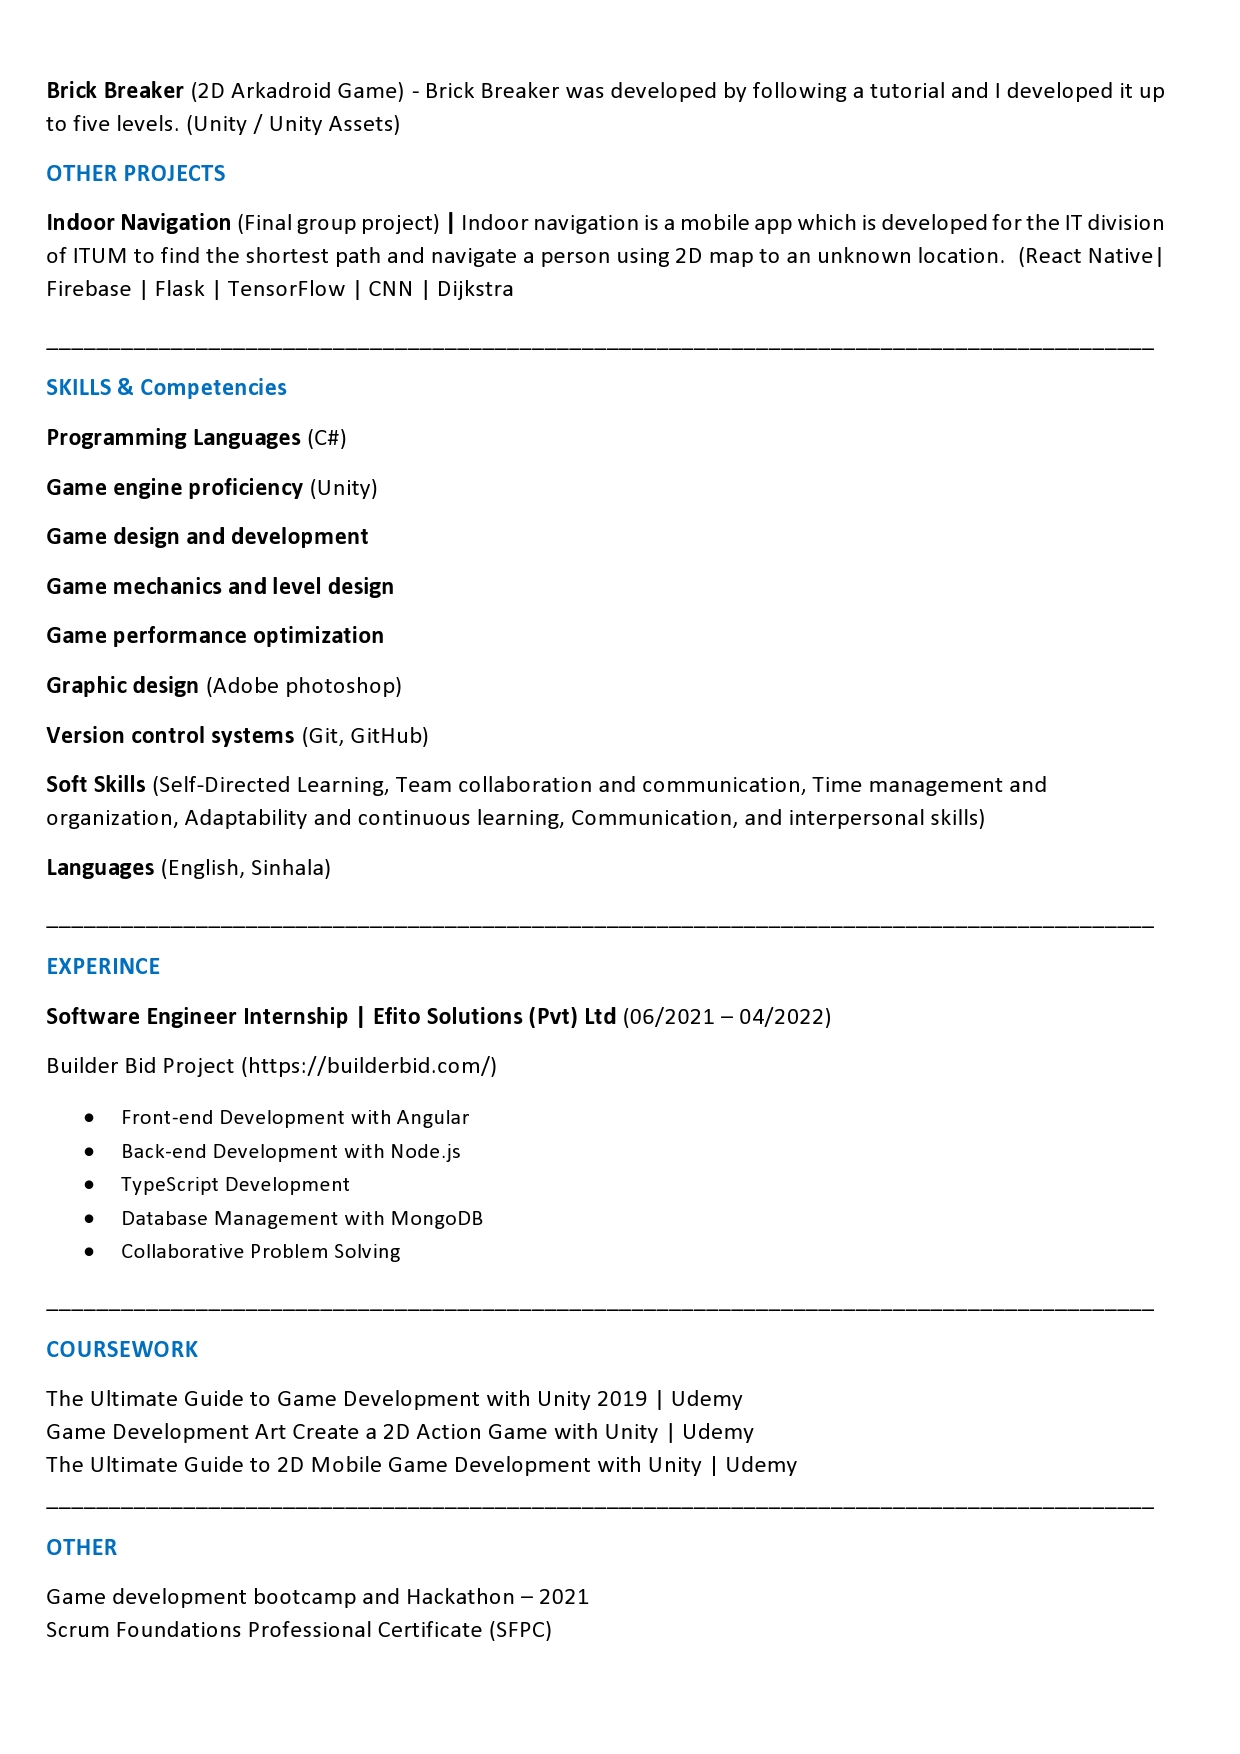 Brick Breaker (2D Arkadroid Game) - Brick Breaker was developed by following a tutorial and I developed it up
to five levels. (Unity / Unity Assets)
OTHER PROJECTS
Indoor Navigation (Final group project) | Indoor navigation is a mobile app which is developed for the IT division
of ITUM to find the shortest path and navigate a person using 2D map to an unknown location.  (React Native|
Firebase | Flask | TensorFlow | CNN | Dijkstra
SKILLS & Competencies
Programming Languages (C#)
Game engine proficiency (Unity)
Game design and development
Game mechanics and level design
Game performance optimization
Graphic design (Adobe photoshop)
Version control systems (Git, GitHub)
Soft Skills (Self-Directed Learning, Team collaboration and communication, Time management and
organization, Adaptability and continuous learning, Communication, and interpersonal skills)
Languages (English, Sinhala)
EXPERINCE
Software Engineer Internship | Efito Solutions (Pvt) Ltd (06/2021 – 04/2022)
Builder Bid Project (https://builderbid.com/)
● Front-end Development with Angular
● Back-end Development with Node.js
● TypeScript Development
● Database Management with MongoDB
● Collaborative Problem Solving
COURSEWORK
The Ultimate Guide to Game Development with Unity 2019 | Udemy
Game Development Art Create a 2D Action Game with Unity | Udemy
The Ultimate Guide to 2D Mobile Game Development with Unity | Udemy
OTHER
Game development bootcamp and Hackathon – 2021
Scrum Foundations Professional Certificate (SFPC)